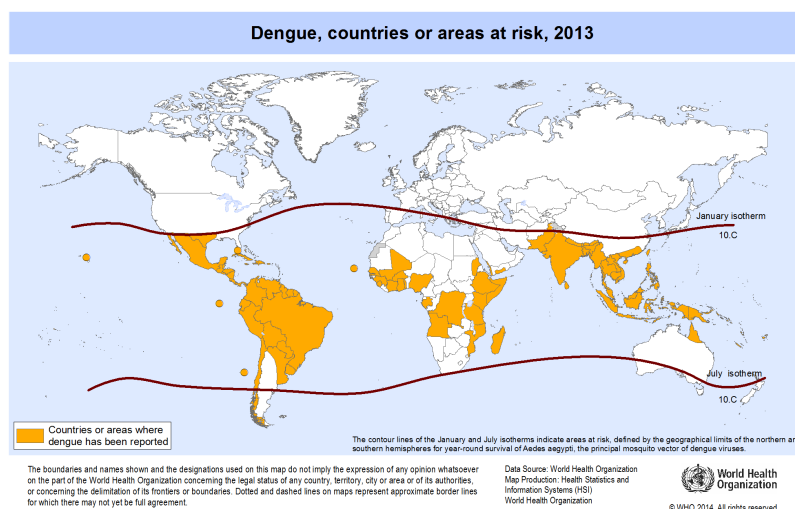 Dengue, countries or areas at risk, 2013
January isotherm
10.C
July isotherm
10.C
Countries or areas where
dengue has been reported
The contour lines of the January and July isotherms indicate areas at risk, defined by the geographical limits of the northern
southern hemispheres for year-round survival of Aedes aegypti, the principal mosquito vector of dengue viruses.
The boundaries and names shown and the designations used on this map do not imply the expression of any opinion whatsoever
on the part of the World Health Organization concerning the legal status of any country, territory, city or area or of its authorities,
or concerning the delimitation of its frontiers or boundaries. Dotted and dashed lines on maps represent approximate border lines
for which there may not yet be full agreement.
Data Source: World Health Organization
Map Production: Health Statistics and
Information Systems (HSI)
World Health Organization
World Health
Organization
© WHO 2014. All rights reserved